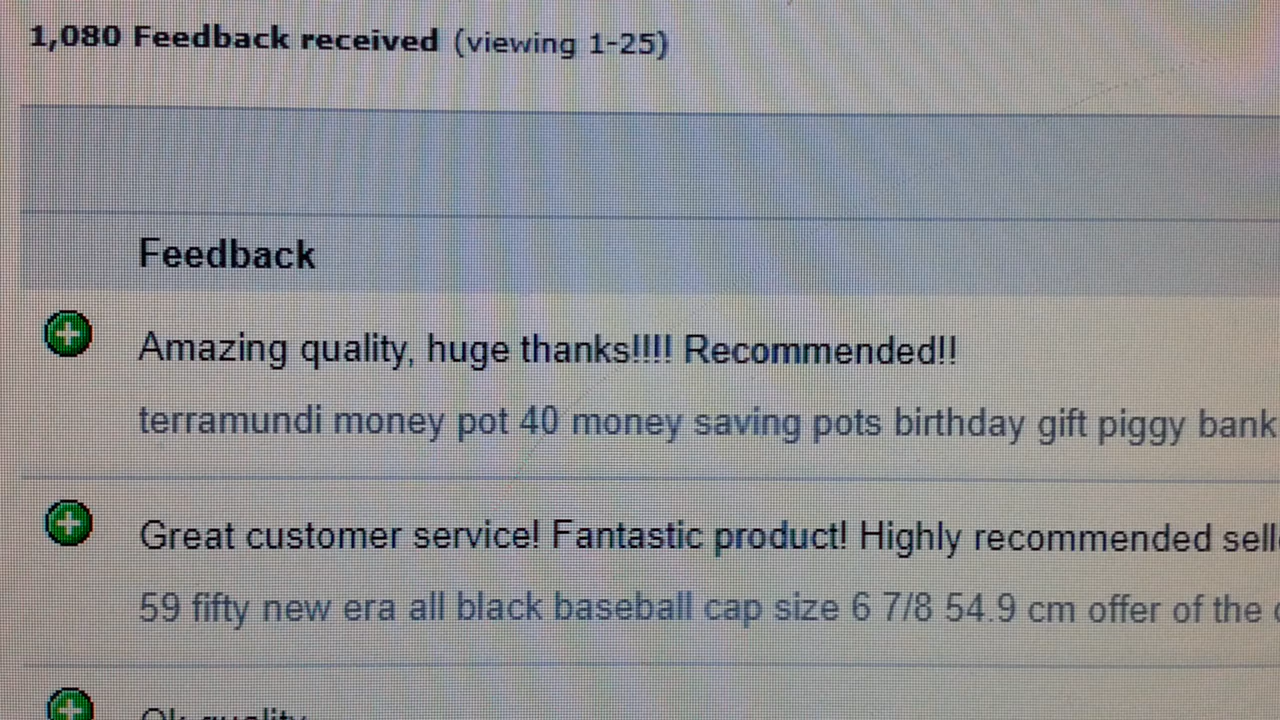 1,080 Feedback received (viewing 1-25)
Feedback
Amazing quality, huge thanks!!!! Recommended!!
terramundi money pot 40 money saving pots birthday gift piggy bank
Great customer service! Fantastic product! Highly recommended
59 fifty new era all black baseball cap size 6 7/8 54.9 cm offer of the
Ok quality